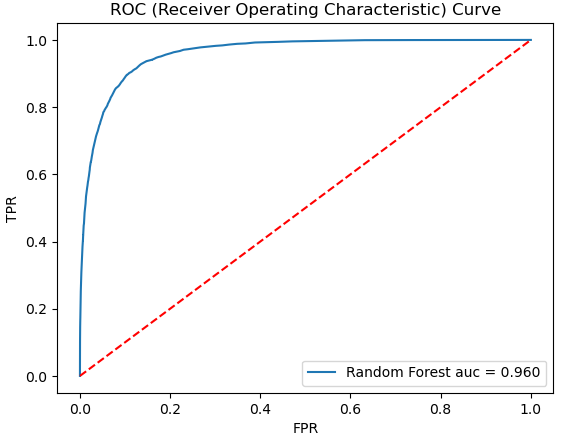 ROC (Receiver Operating Characteristic) Curve
1.0
0.8
0.6
0.4
0.2
0.0
TPR
Random Forest auc = 0.960
0.0 0.2 0.4 0.6 0.8 1.0
FPR